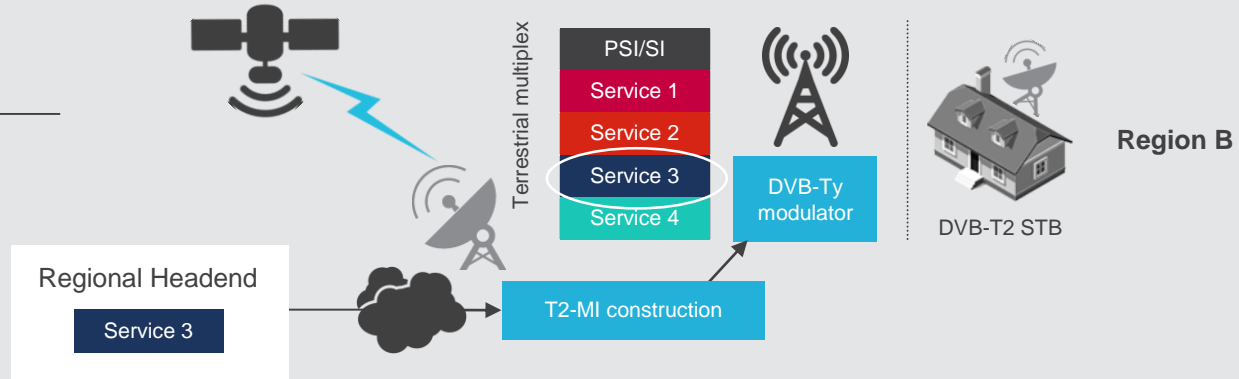 Terrestrial multiplex
PSI/SI
Service 1
Service 2
Service 3
Service 4
DVB-Ty
modulator
Region B
DVB-T2 STB
Regional Headend
Service 3
T2-MI construction